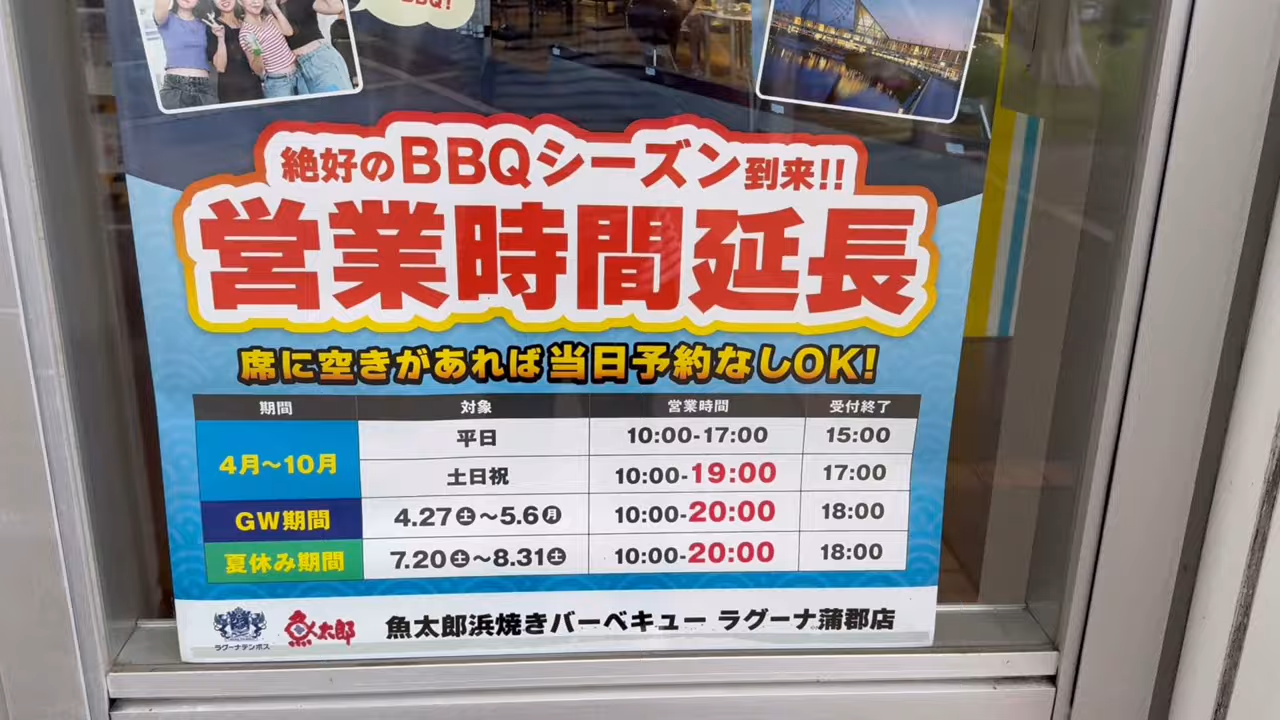 BBQ!
絶好のBBQシーズン到来!!
営業時間延長
席に空きがあれば当日予約なしOK!
期間 対象 営業時間 受付終了
4月〜10月 平日 10:00-17:00 15:00
土日祝 10:00-19:00 17:00
GW期間 4.27土〜5.6月 10:00-20:00 18:00
夏休み期間 7.20土〜8.31土 10:00-20:00 18:00
ラグーナテンボス 魚太郎 魚太郎浜焼きバーベキュー ラグーナ蒲郡店